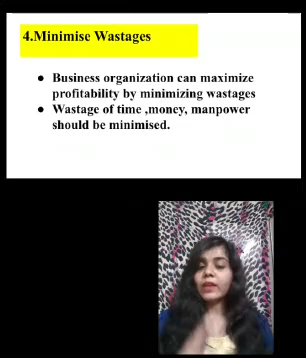 4.Minimise Wastages
● Business organization can maximize
profitability by minimizing wastages
● Wastage of time ,money, manpower
should be minimised.